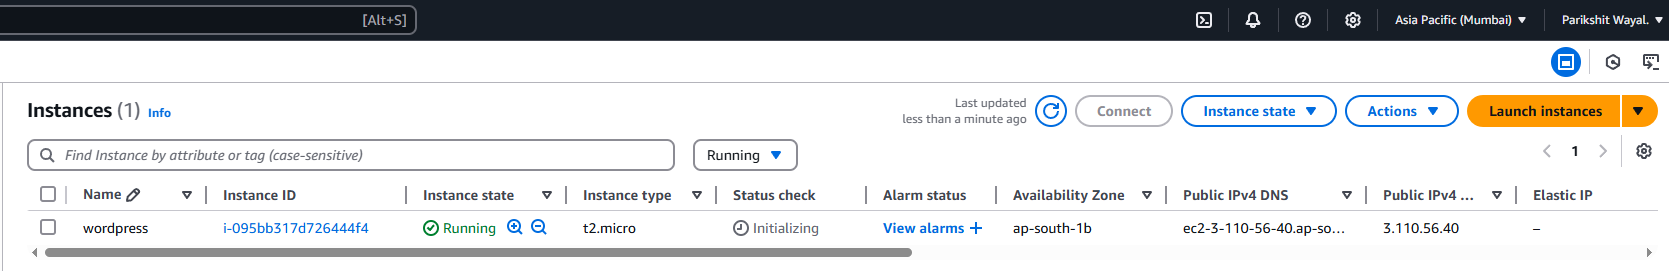 [Alt+S] Asia Pacific (Mumbai) Parikshit Wayal.
Instances (1) Info Last updated less than a minute ago Connect Instance state Actions Launch instances
Find Instance by attribute or tag (case-sensitive) Running 1
Name Instance ID Instance state Instance type Status check Alarm status Availability Zone Public IPv4 DNS Public IPv4 ... Elastic IP
wordpress i-095bb317d726444f4 Running t2.micro Initializing View alarms + ap-south-1b ec2-3-110-56-40.ap-so... 3.110.56.40 –